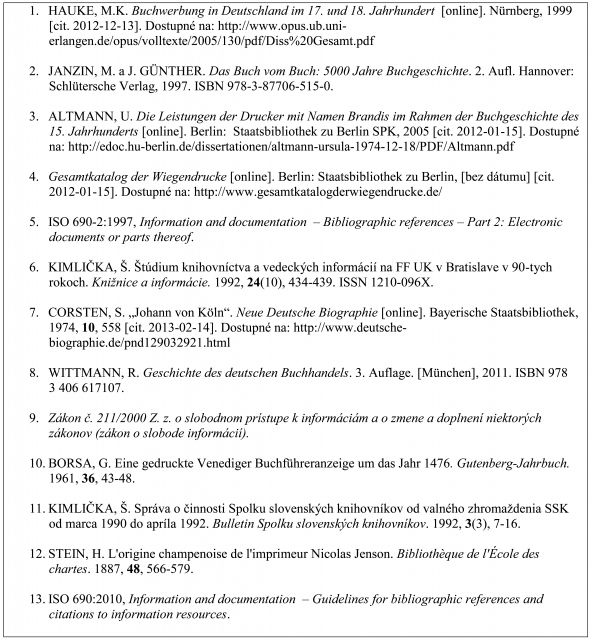 1. HAUKE, M.K. Buchwerbung in Deutschland im 17. und 18. Jahrhundert [online]. Nürnberg, 1999
[cit. 2012-12-13]. Dostupné na: http://www.opus.ub.uni-
erlangen.de/opus/volltexte/2005/130/pdf/Diss%20Gesamt.pdf
2. JANZIN, M. a J. GÜNTHER. Das Buch vom Buch: 5000 Jahre Buchgeschichte. 2. Aufl. Hannover:
Schlütersche Verlag, 1997. ISBN 978-3-87706-515-0.
3. ALTMANN, U. Die Leistungen der Drucker mit Namen Brandis im Rahmen der Buchgeschichte des
15. Jahrhunderts [online]. Berlin: Staatsbibliothek zu Berlin SPK, 2005 [cit. 2012-01-15]. Dostupné
na: http://edoc.hu-berlin.de/dissertationen/altmann-ursula-1974-12-18/PDF/Altmann.pdf
4. Gesamtkatalog der Wiegendrucke [online]. Berlin: Staatsbibliothek zu Berlin, [bez dátumu] [cit.
2012-01-15]. Dostupné na: http://www.gesamtkatalogderwiegendrucke.de/
5. ISO 690-2:1997, Information and documentation – Bibliographic references – Part 2: Electronic
documents or parts thereof.
6. KIMLIČKA, Š. Štúdium knihovníctva a vedeckých informácií na FF UK v Bratislave v 90-tych
rokoch. Knižnice a informácie. 1992, 24(10), 434-439. ISSN 1210-096X.
7. CORSTEN, S. „Johann von Köln“. Neue Deutsche Biographie [online]. Bayerische Staatsbibliothek,
1974, 10, 558 [cit. 2013-02-14]. Dostupné na: http://www.deutsche-
biographie.de/pnd129032921.html
8. WITTMANN, R. Geschichte des deutschen Buchhandels. 3. Auflage. [München], 2011. ISBN 978
3 406 617107.
9. Zákon č. 211/2000 Z. z. o slobodnom prístupe k informáciám a o zmene a doplnení niektorých
zákonov (zákon o slobode informácií).
10. BORSA, G. Eine gedruckte Venediger Buchführeranzeige um das Jahr 1476. Gutenberg-Jahrbuch.
1961, 36, 43-48.
11. KIMLIČKA, Š. Správa o činnosti Spolku slovenských knihovníkov od valného zhromaždenia SSK
od marca 1990 do apríla 1992. Bulletin Spolku slovenských knihovníkov. 1992, 3(3), 7-16.
12. STEIN, H. L'origine champenoise de l'imprimeur Nicolas Jenson. Bibliothèque de l'École des
chartes. 1887, 48, 566-579.
13. ISO 690:2010, Information and documentation – Guidelines for bibliographic references and
citations to information resources.